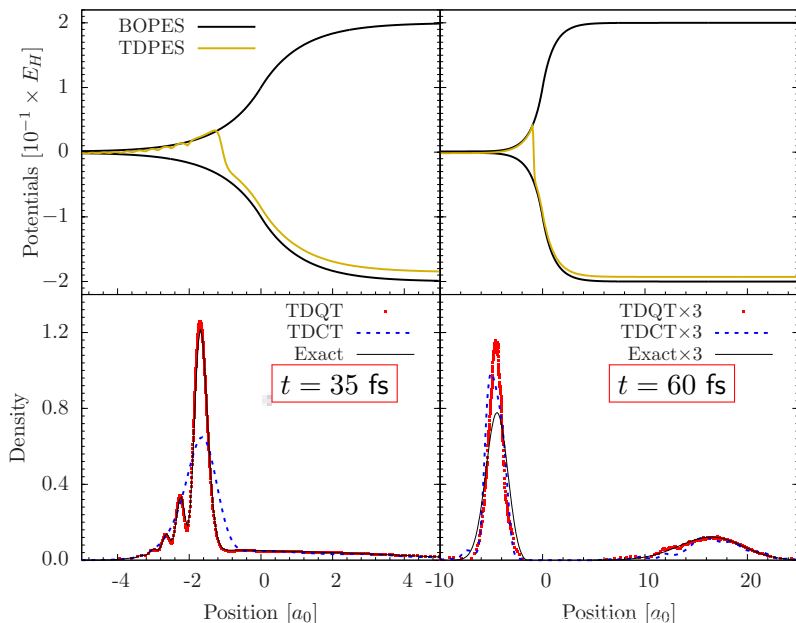 BOPES
TDPES
Potentials [10⁻¹ × E_H]
2
1
0
−1
−2
TDQT
TDCT
Exact
t = 35 fs
TDQT×3
TDCT×3
Exact×3
t = 60 fs
Density
1.2
0.8
0.4
0.0
-4 -2 0 2 4
-10 0 10 20
Position [a₀]
Position [a₀]